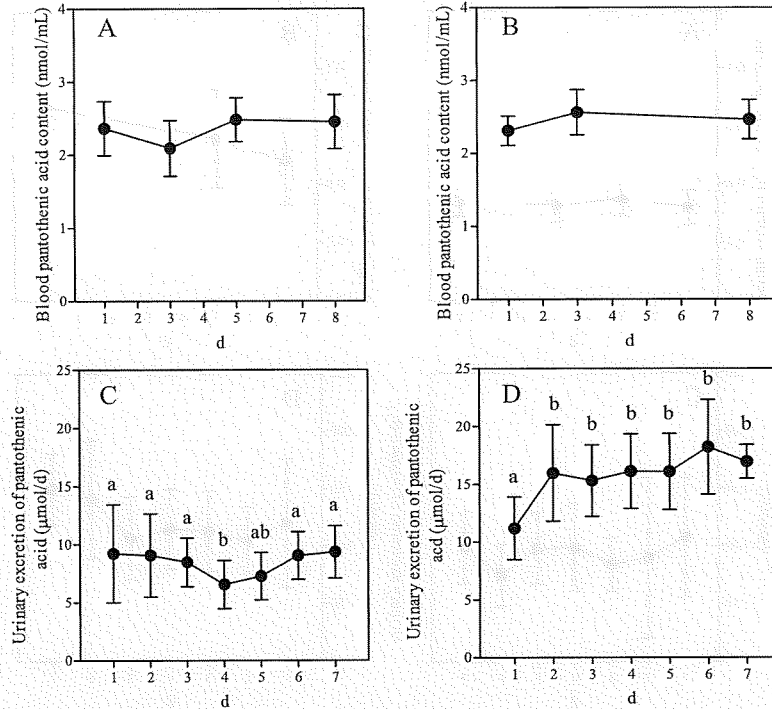 A
Blood pantothenic acid content (nmol/mL)
4
3
2
1
0
1 3 4 5 6 8
d
B
Blood pantothenic acid content (nmol/mL)
4
3
2
1
0
1 2 3 4 5 6 7 8
d
C
Urinary excretion of pantothenic
acid (μmol/d)
25
20
15
10
5
0
a a a b ab a a
1 2 3 4 5 6 7
d
D
Urinary excretion of pantothenic
acd (μmol/d)
25
20
15
10
5
0
a b b b b b b
1 2 3 4 5 6 7
d